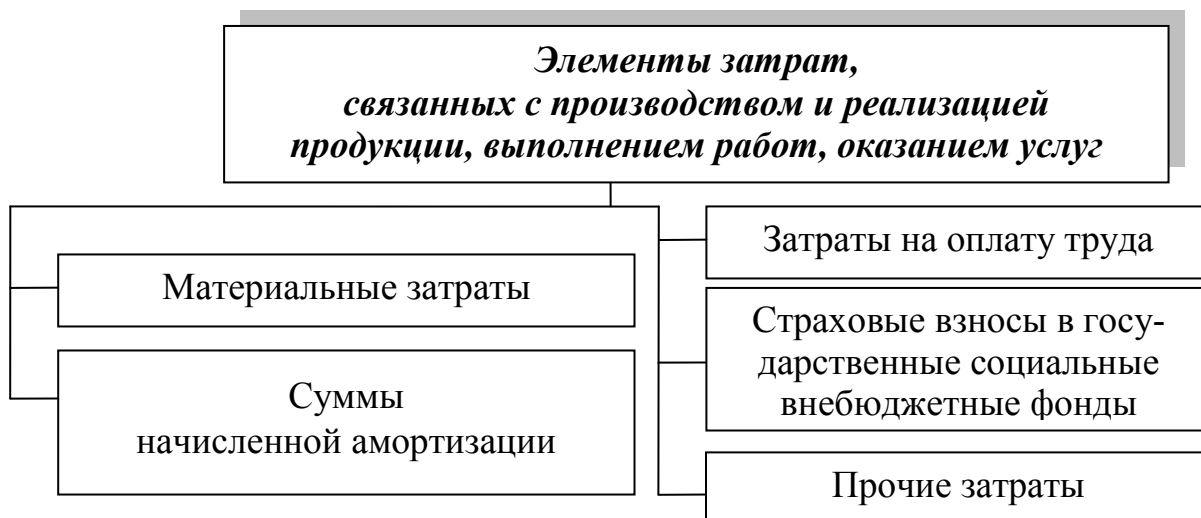 Элементы затрат,
связанных с производством и реализацией
продукции, выполнением работ, оказанием услуг
Материальные затраты
Суммы
начисленной амортизации
Затраты на оплату труда
Страховые взносы в госу-
дарственные социальные
внебюджетные фонды
Прочие затраты